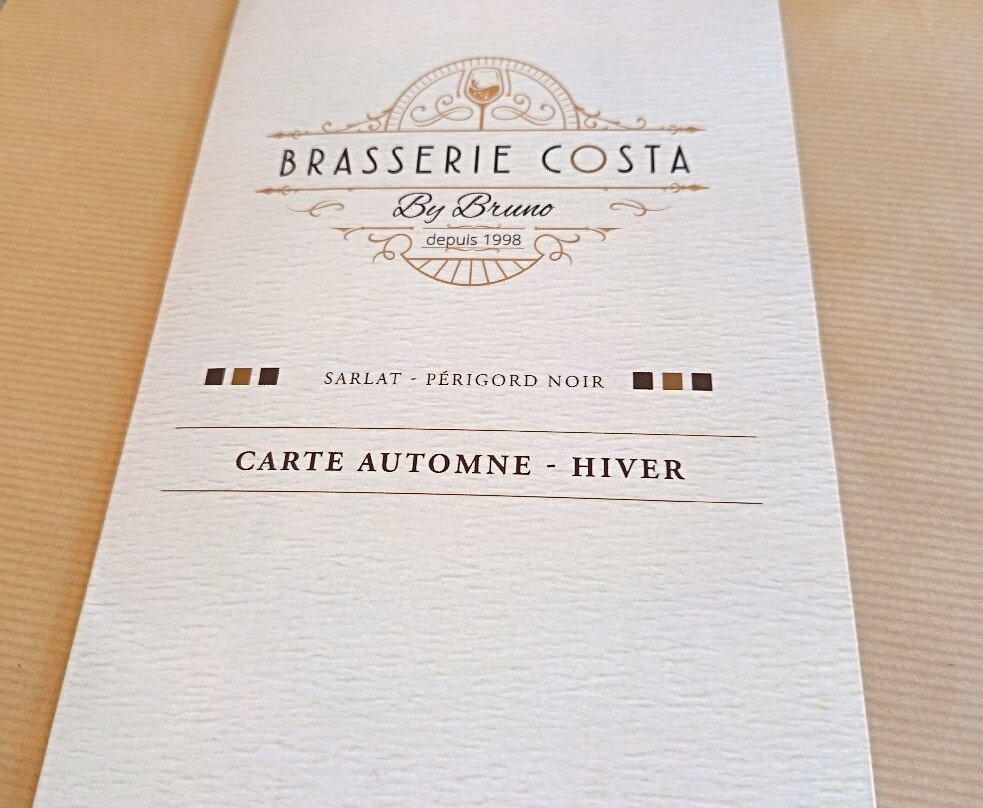 BRASSERIE COSTA
By Bruno
depuis 1998
SARLAT - PÉRIGORD NOIR
CARTE AUTOMNE - HIVER